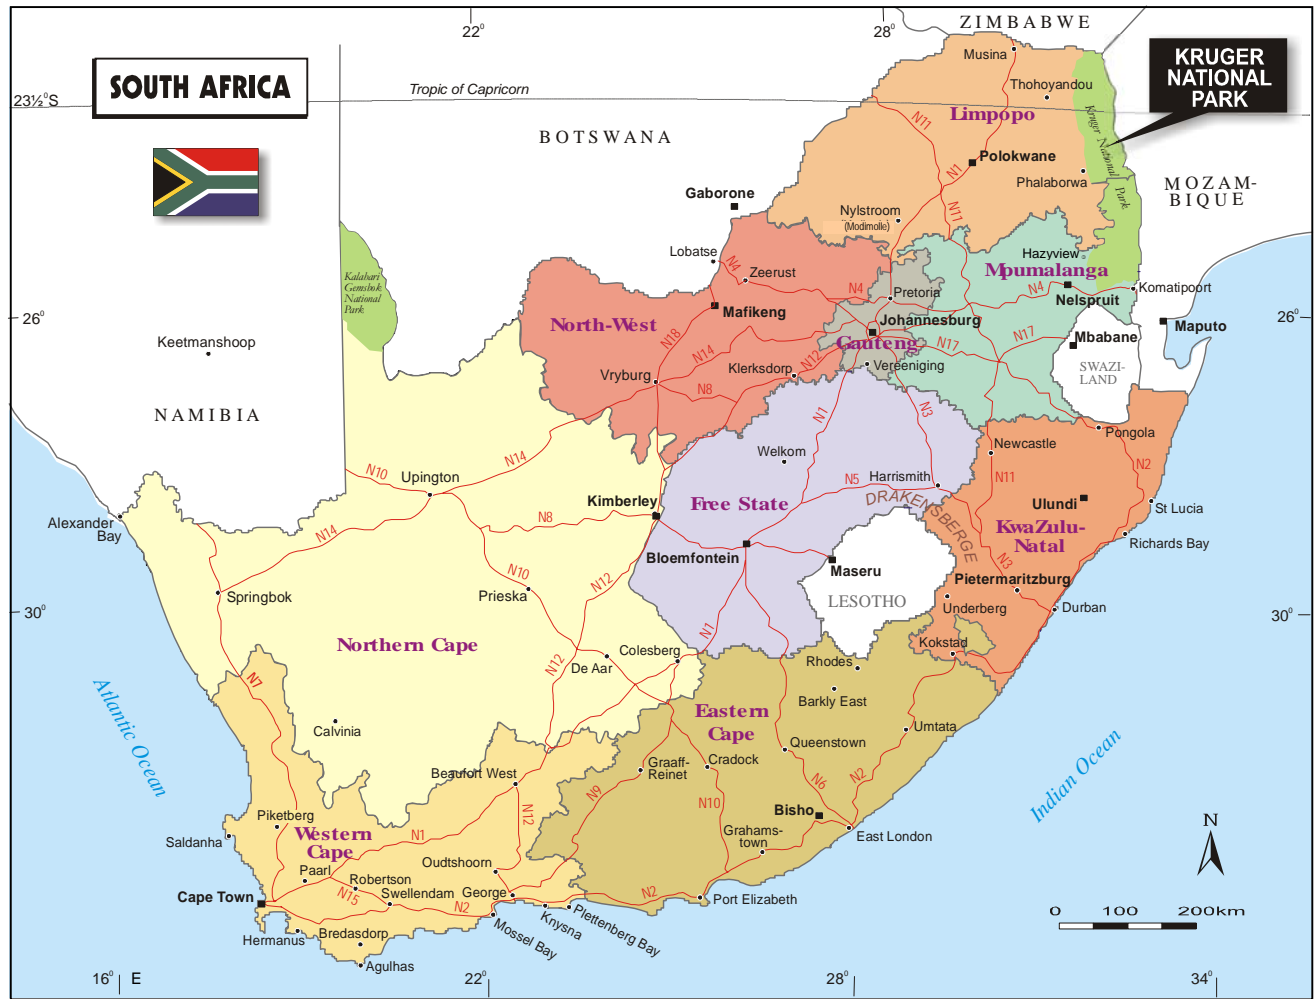 22°
28°
ZIMBABWE
SOUTH AFRICA
KRUGER
NATIONAL
PARK
Musina
Thohoyandou
23½°S
Tropic of Capricorn
Limpopo
N11
Kruger National
Park
BOTSWANA
Polokwane
N1
Phalaborwa
MOZAM-
BIQUE
Gaborone
Nylstroom
(Modimolle)
N11
Lobatse
N4
Zeerust
Hazyview
Mpumalanga
Kalahari
Gemsbok
National
Park
N4
Pretoria
N4
Nelspruit
Komatipoort
Mafikeng
North-West
Johannesburg
26°
26°
Maputo
Keetmanshoop
N18
N14
Gauteng
N17
N17
Mbabane
N12
Vereeniging
SWAZI-
LAND
Klerksdorp
Vryburg
N8
NAMIBIA
N1
N3
Pongola
Newcastle
N14
Welkom
N10
N2
Upington
Harrismith
N5
N11
Kimberley
Free State
DRAKENSBERGE
Ulundi
St Lucia
Alexander
Bay
N14
N8
KwaZulu-
Natal
Richards Bay
Bloemfontein
Maseru
N3
N10
N12
Pietermaritzburg
Springbok
Prieska
LESOTHO
Underberg
Durban
30°
30°
N1
Northern Cape
Kokstad
Colesberg
De Aar
N12
Rhodes
N7
Barkly East
Atlantic Ocean
Eastern
Cape
Calvinia
Umtata
Queenstown
Indian Ocean
Graaff-
Reinet
Cradock
Beaufort West
N6
N2
N9
N10
N12
Bisho
N
Piketberg
Western
Cape
N1
Grahams-
town
East London
Saldanha
Oudtshoorn
Paarl
Robertson
Swellendam
George
N2
Port Elizabeth
Cape Town
N15
N2
Knysna
Plettenberg Bay
Mossel Bay
0 100 200km
Hermanus
Bredasdorp
Agulhas
16° E
22°
28°
34°